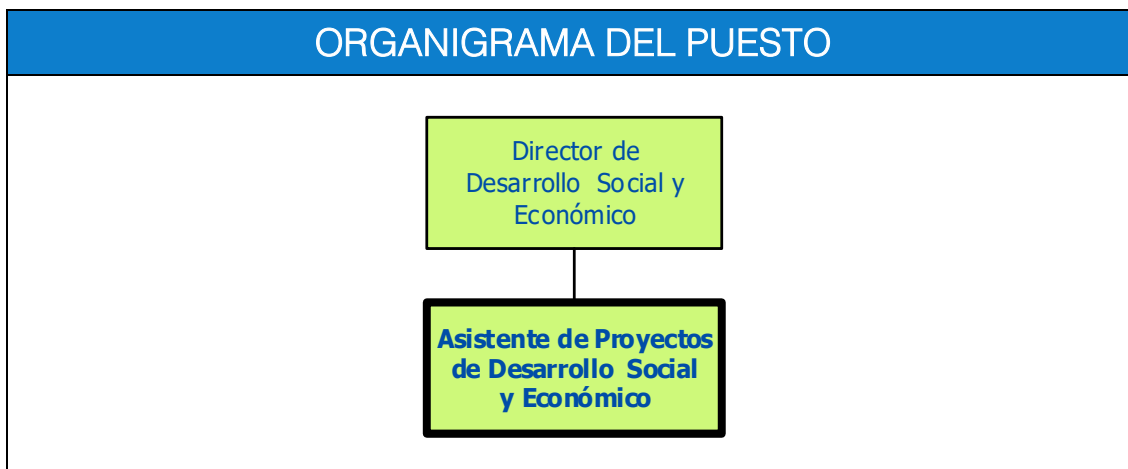 ORGANIGRAMA DEL PUESTO
Director de
Desarrollo Social y
Económico
Asistente de Proyectos
de Desarrollo Social
y Económico